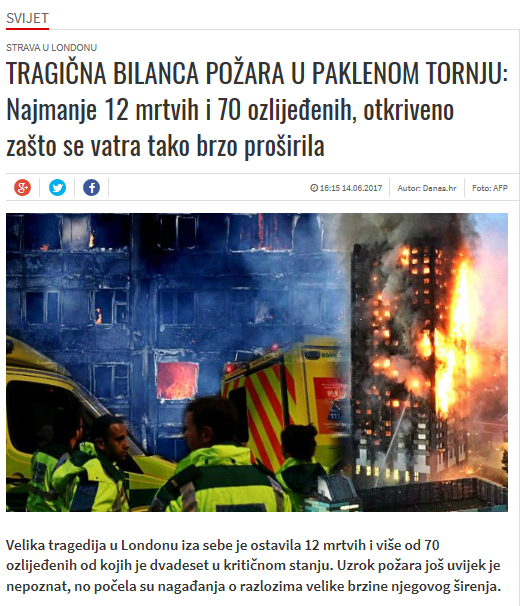 SVIJET
STRAVA U LONDONU
TRAGIČNA BILANCA POŽARA U PAKLENOM TORNJU:
Najmanje 12 mrtvih i 70 ozlijeđenih, otkriveno
zašto se vatra tako brzo proširila
16:15 14.06.2017 Autor: Danas.hr Foto: AFP
Velika tragedija u Londonu iza sebe je ostavila 12 mrtvih i više od 70
ozlijeđenih od kojih je dvadeset u kritičnom stanju. Uzrok požara još uvijek je
nepoznat, no počela su nagađanja o razlozima velike brzine njegovog širenja.